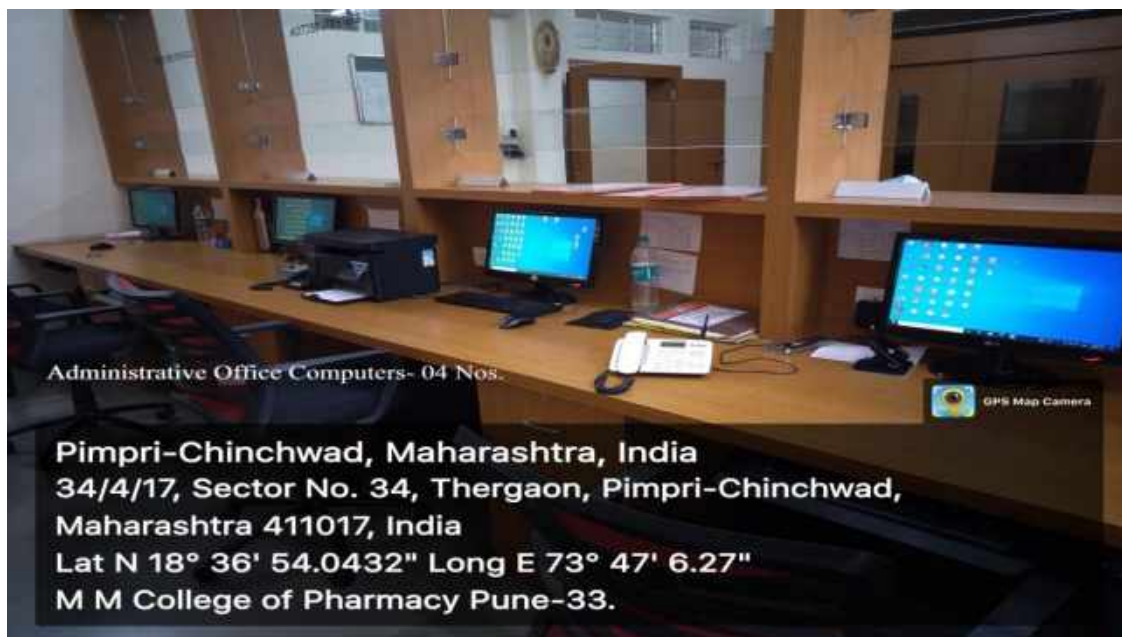 Administrative Office Computers- 04 Nos.
GPS Map Camera
Pimpri-Chinchwad, Maharashtra, India
34/4/17, Sector No. 34, Thergaon, Pimpri-Chinchwad,
Maharashtra 411017, India
Lat N 18° 36' 54.0432" Long E 73° 47' 6.27"
M M College of Pharmacy Pune-33.